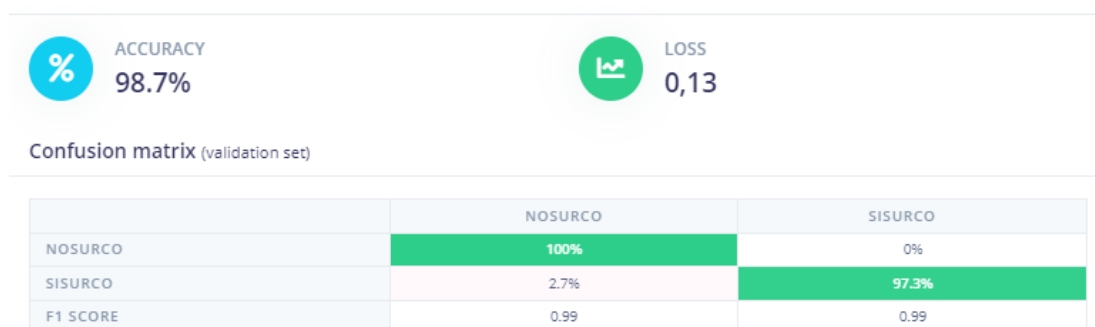 ACCURACY
98.7%
LOSS
0,13
Confusion matrix (validation set)
NOSURCO SISURCO
NOSURCO 100% 0%
SISURCO 2.7% 97.3%
F1 SCORE 0.99 0.99